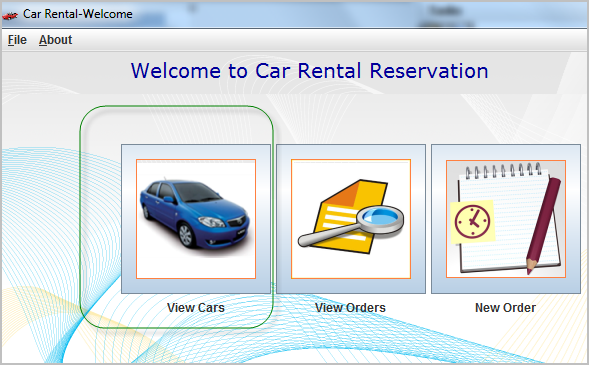 Car Rental-Welcome
File About
Welcome to Car Rental Reservation
View Cars View Orders New Order